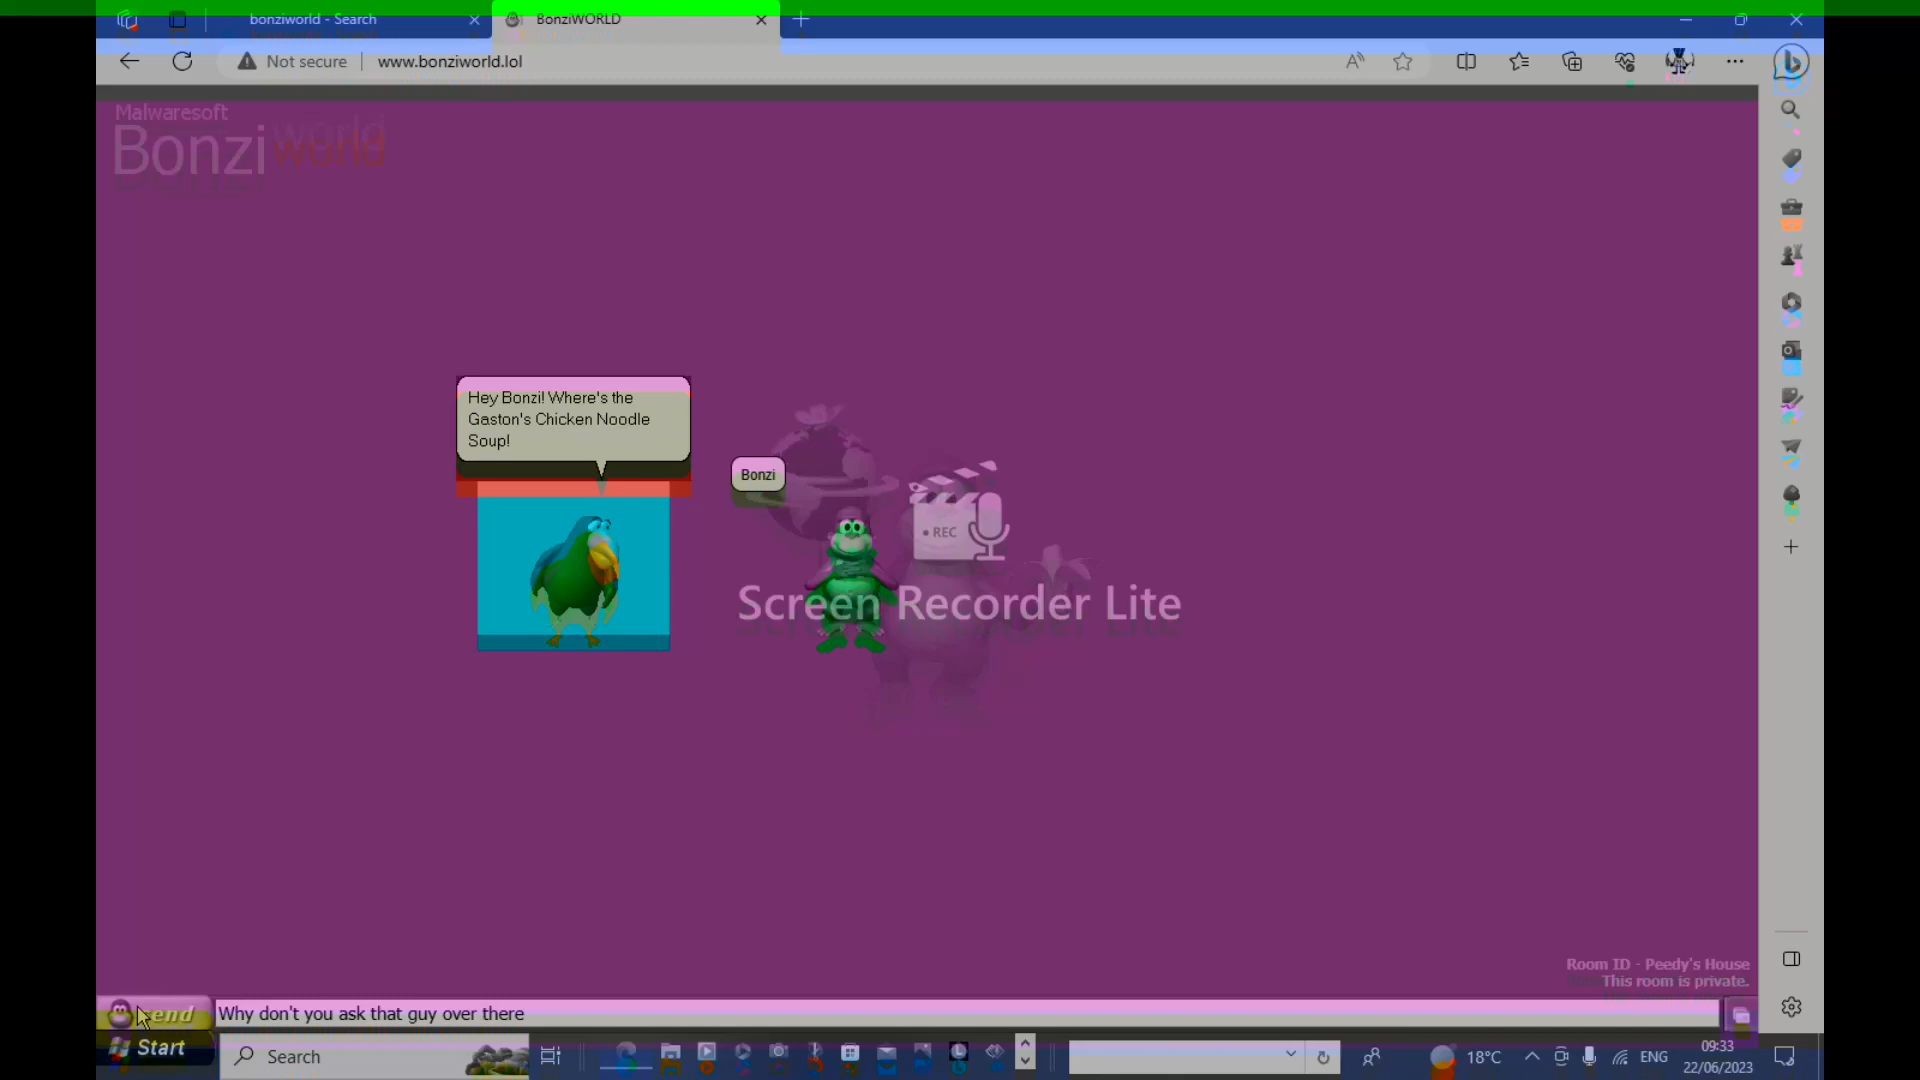 bonziworld - Search
BonziWORLD
Not secure
www.bonziworld.lol
Malwaresoft
Bonzi world
Hey Bonzi! Where's the
Gaston's Chicken Noodle
Soup!
Bonzi
REC
Screen Recorder Lite
Room ID - Peedy's House
This room is private.
Send
Why don't you ask that guy over there
Start
Search
18°C
ENG
09:33
22/06/2023